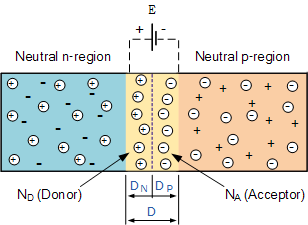 E
+ -
Neutral n-region Neutral p-region
N_D (Donor) D_N D_P N_A (Acceptor)
D